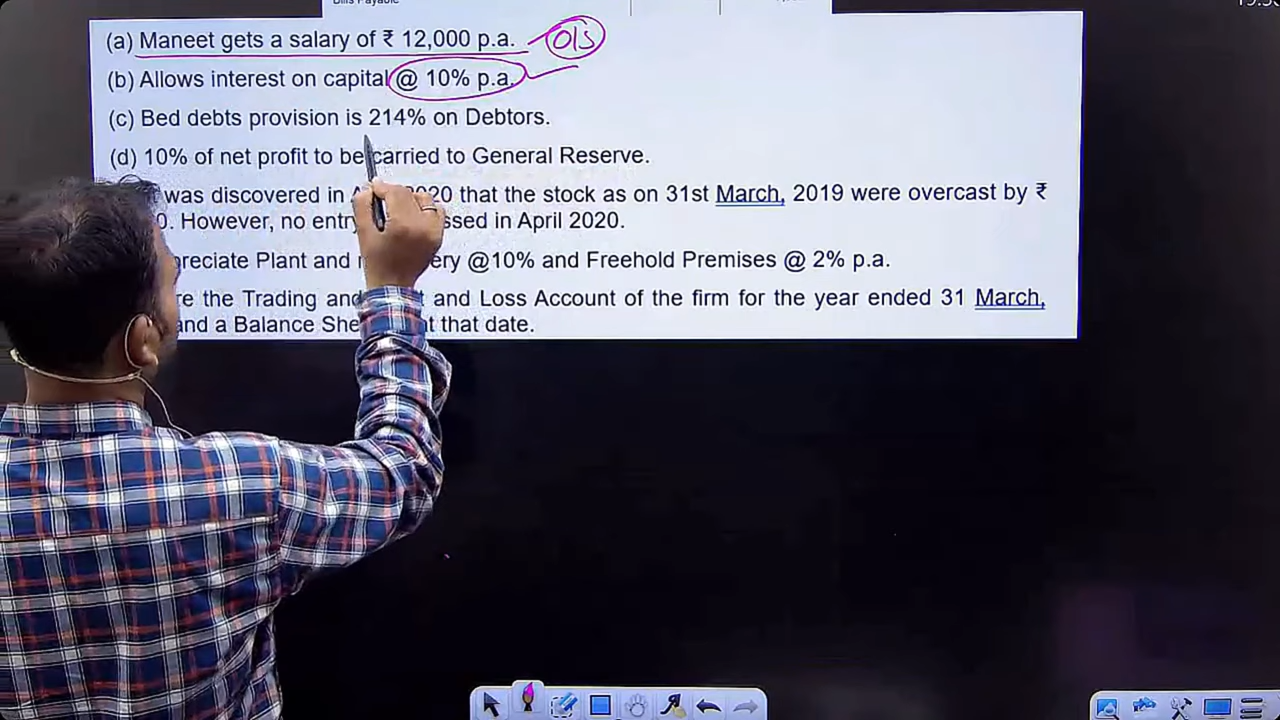 Bills Payable
(a) Maneet gets a salary of ₹ 12,000 p.a. O/S
(b) Allows interest on capital @ 10% p.a.
(c) Bed debts provision is 214% on Debtors.
(d) 10% of net profit to be carried to General Reserve.
was discovered in 2020 that the stock as on 31st March, 2019 were overcast by ₹
0. However, no entry ssed in April 2020.
preciate Plant and ery @10% and Freehold Premises @ 2% p.a.
re the Trading and and Loss Account of the firm for the year ended 31 March,
and a Balance She t that date.